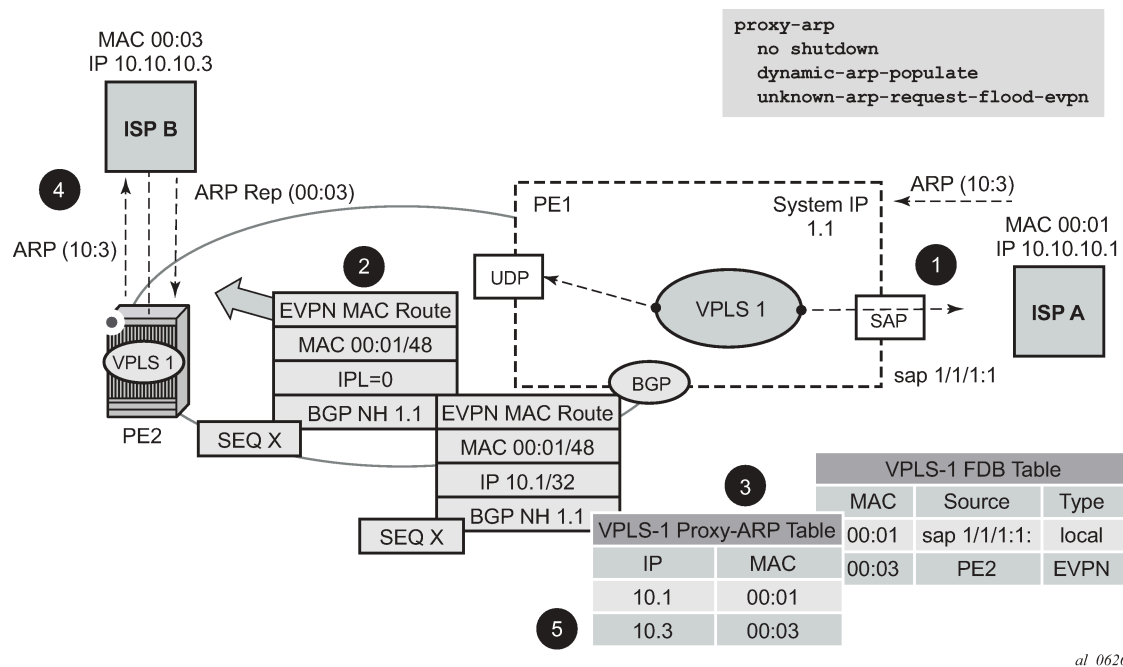 proxy-arp
no shutdown
dynamic-arp-populate
unknown-arp-request-flood-evpn
MAC 00:03
IP 10.10.10.3
ISP B
4
ARP Rep (00:03)
ARP (10:3)
PE1
System IP
1.1
ARP (10:3)
MAC 00:01
IP 10.10.10.1
1
ISP A
UDP
VPLS 1
SAP
sap 1/1/1:1
BGP
2
EVPN MAC Route
MAC 00:01/48
IPL=0
BGP NH 1.1
SEQ X
VPLS 1
PE2
EVPN MAC Route
MAC 00:01/48
IP 10.1/32
BGP NH 1.1
SEQ X
3
VPLS-1 FDB Table
MAC Source Type
00:01 sap 1/1/1:1: local
00:03 PE2 EVPN
VPLS-1 Proxy-ARP Table
IP MAC
10.1 00:01
10.3 00:03
5